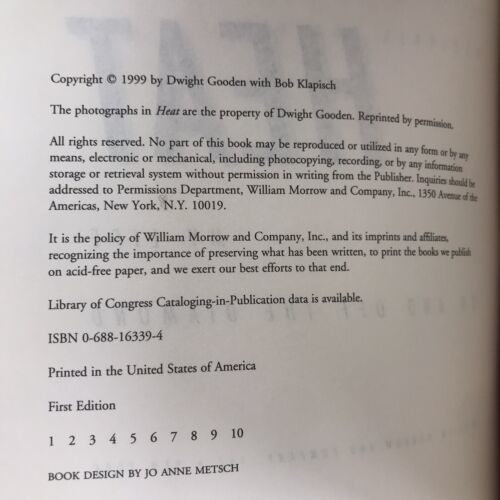 Copyright © 1999 by Dwight Gooden with Bob Klapisch
The photographs in Heat are the property of Dwight Gooden. Reprinted by permission.
All rights reserved. No part of this book may be reproduced or utilized in any form or by any
means, electronic or mechanical, including photocopying, recording, or by any information
storage or retrieval system without permission in writing from the Publisher. Inquiries should be
addressed to Permissions Department, William Morrow and Company, Inc., 1350 Avenue of the
Americas, New York, N.Y. 10019.
It is the policy of William Morrow and Company, Inc., and its imprints and affiliates,
recognizing the importance of preserving what has been written, to print the books we publish
on acid-free paper, and we exert our best efforts to that end.
Library of Congress Cataloging-in-Publication data is available.
ISBN 0-688-16339-4
Printed in the United States of America
First Edition
1 2 3 4 5 6 7 8 9 10
BOOK DESIGN BY JO ANNE METSCH